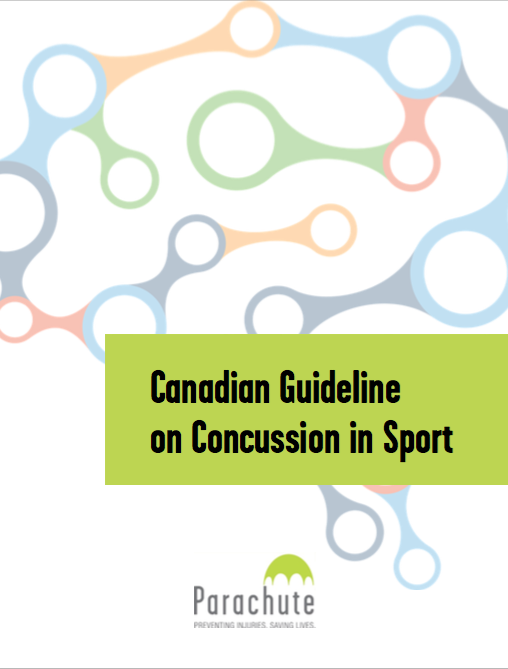 Canadian Guideline
on Concussion in Sport
Parachute
PREVENTING INJURIES. SAVING LIVES.